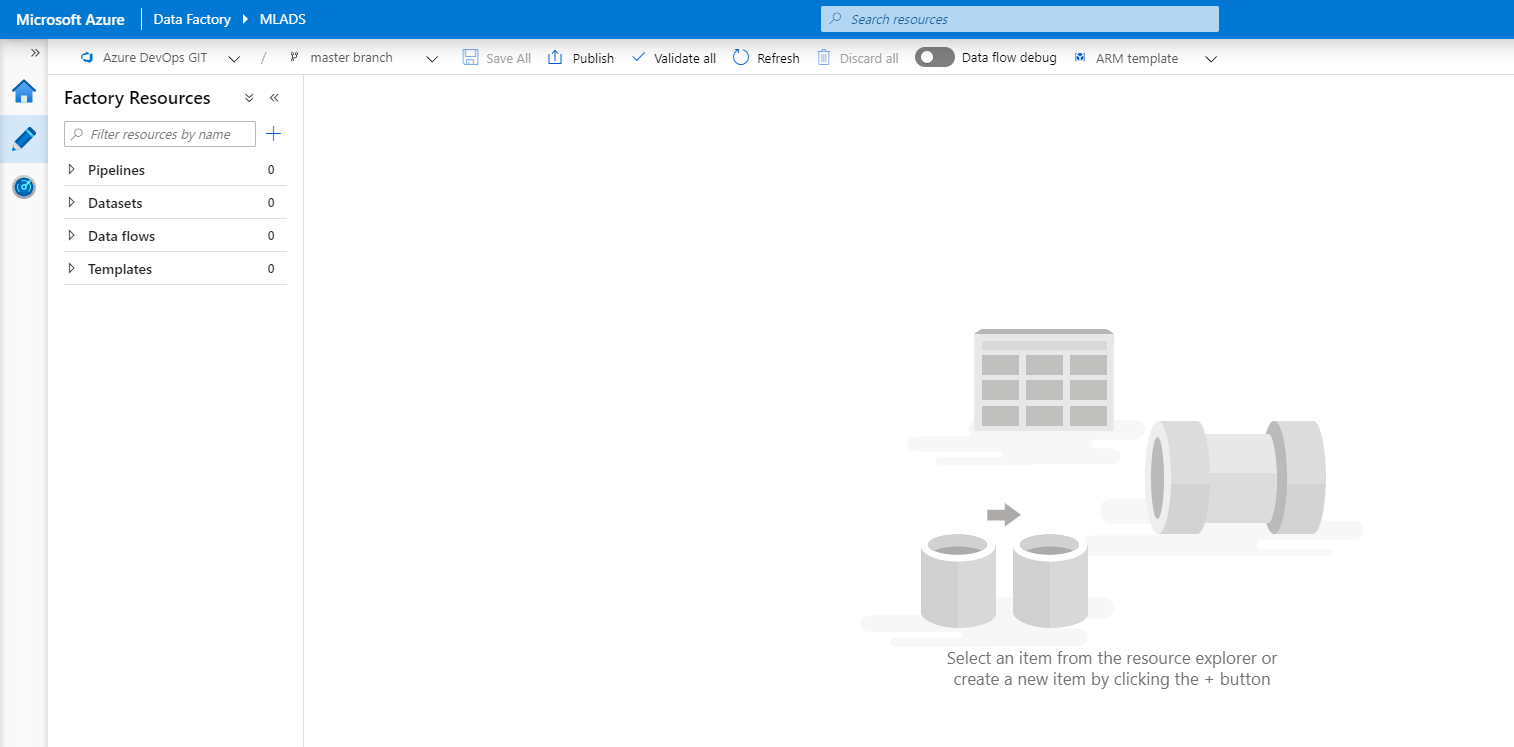 Microsoft Azure Data Factory MLADS Search resources
Azure DevOps GIT / master branch Save All Publish Validate all Refresh Discard all Data flow debug ARM template
Factory Resources
Filter resources by name
Pipelines 0
Datasets 0
Data flows 0
Templates 0
Select an item from the resource explorer or
create a new item by clicking the + button